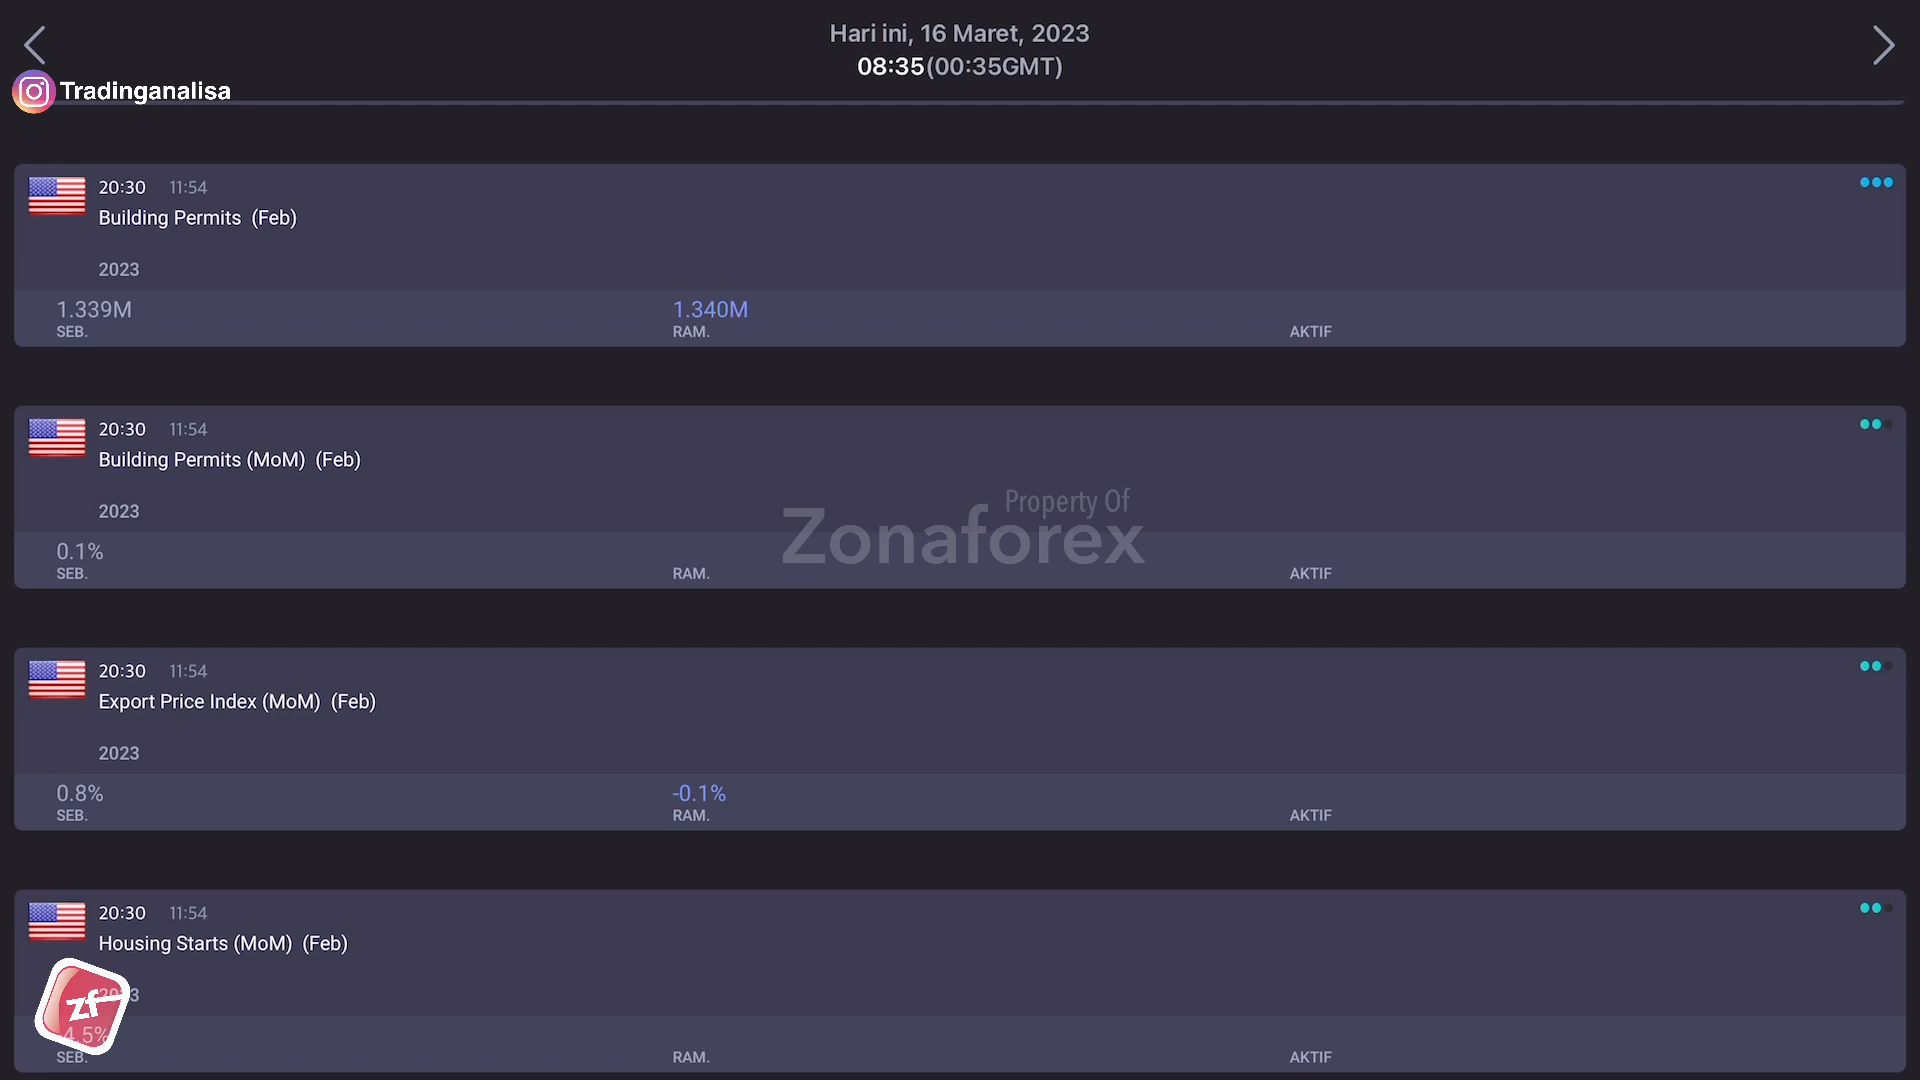 Hari ini, 16 Maret, 2023
08:35(00:35GMT)
Tradinganalisa
20:30 11:54
Building Permits (Feb)
2023
1.339M 1.340M
SEB. RAM. AKTIF
20:30 11:54
Building Permits (MoM) (Feb)
2023
Property Of
Zonaforex
0.1%
SEB. RAM. AKTIF
20:30 11:54
Export Price Index (MoM) (Feb)
2023
0.8% -0.1%
SEB. RAM. AKTIF
20:30 11:54
Housing Starts (MoM) (Feb)
zf
SEB. RAM. AKTIF